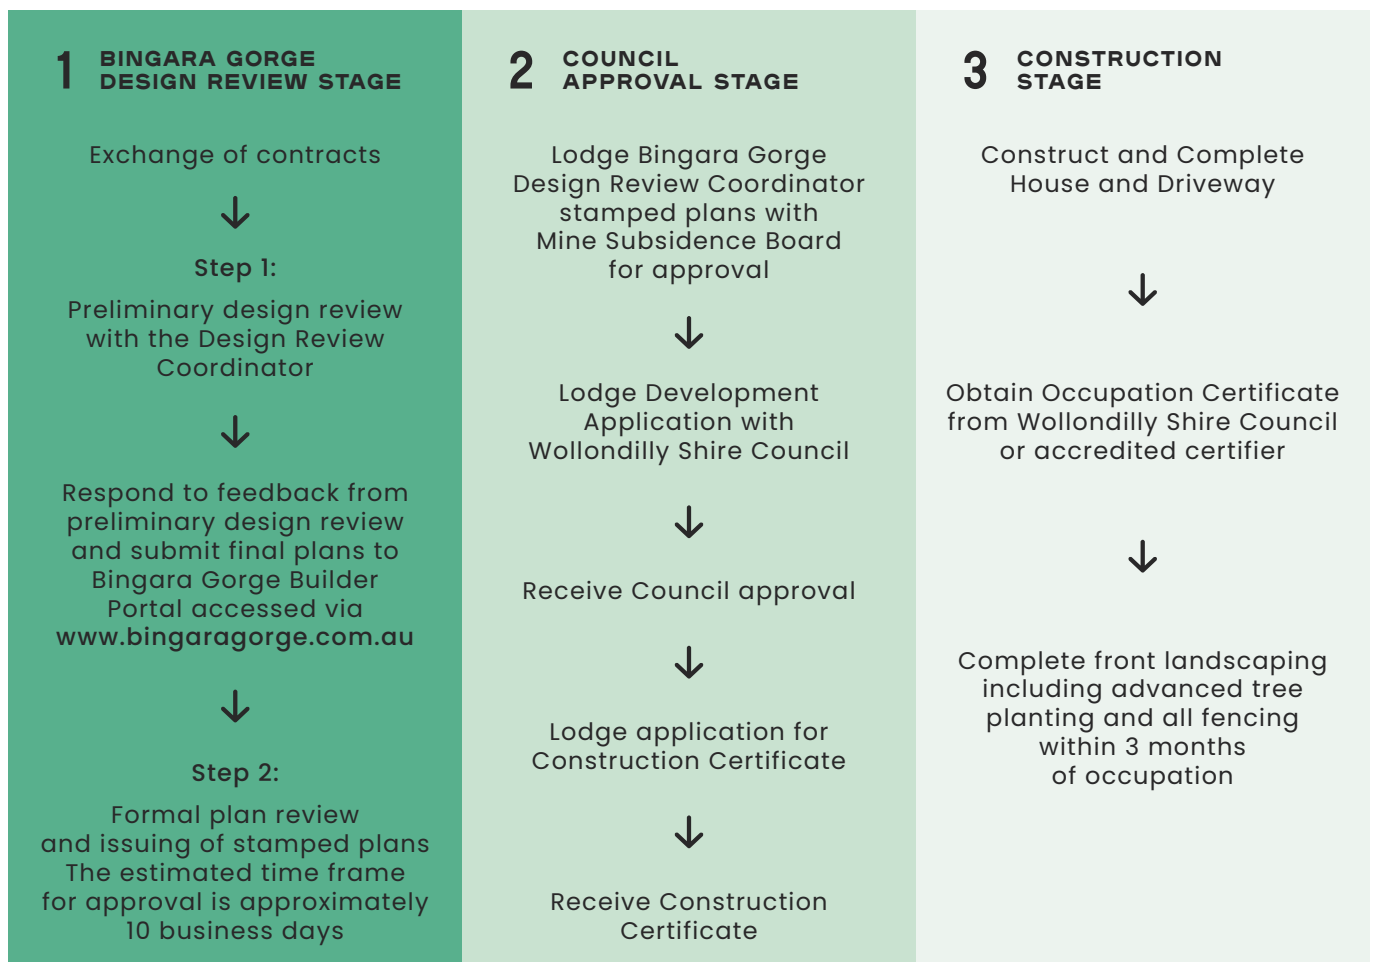 1 BINGARA GORGE
DESIGN REVIEW STAGE
Exchange of contracts
Step 1:
Preliminary design review
with the Design Review
Coordinator
Respond to feedback from
preliminary design review
and submit final plans to
Bingara Gorge Builder
Portal accessed via
www.bingaragorge.com.au
Step 2:
Formal plan review
and issuing of stamped plans
The estimated time frame
for approval is approximately
10 business days
2 COUNCIL
APPROVAL STAGE
Lodge Bingara Gorge
Design Review Coordinator
stamped plans with
Mine Subsidence Board
for approval
Lodge Development
Application with
Wollondilly Shire Council
Receive Council approval
Lodge application for
Construction Certificate
Receive Construction
Certificate
3 CONSTRUCTION
STAGE
Construct and Complete
House and Driveway
Obtain Occupation Certificate
from Wollondilly Shire Council
or accredited certifier
Complete front landscaping
including advanced tree
planting and all fencing
within 3 months
of occupation